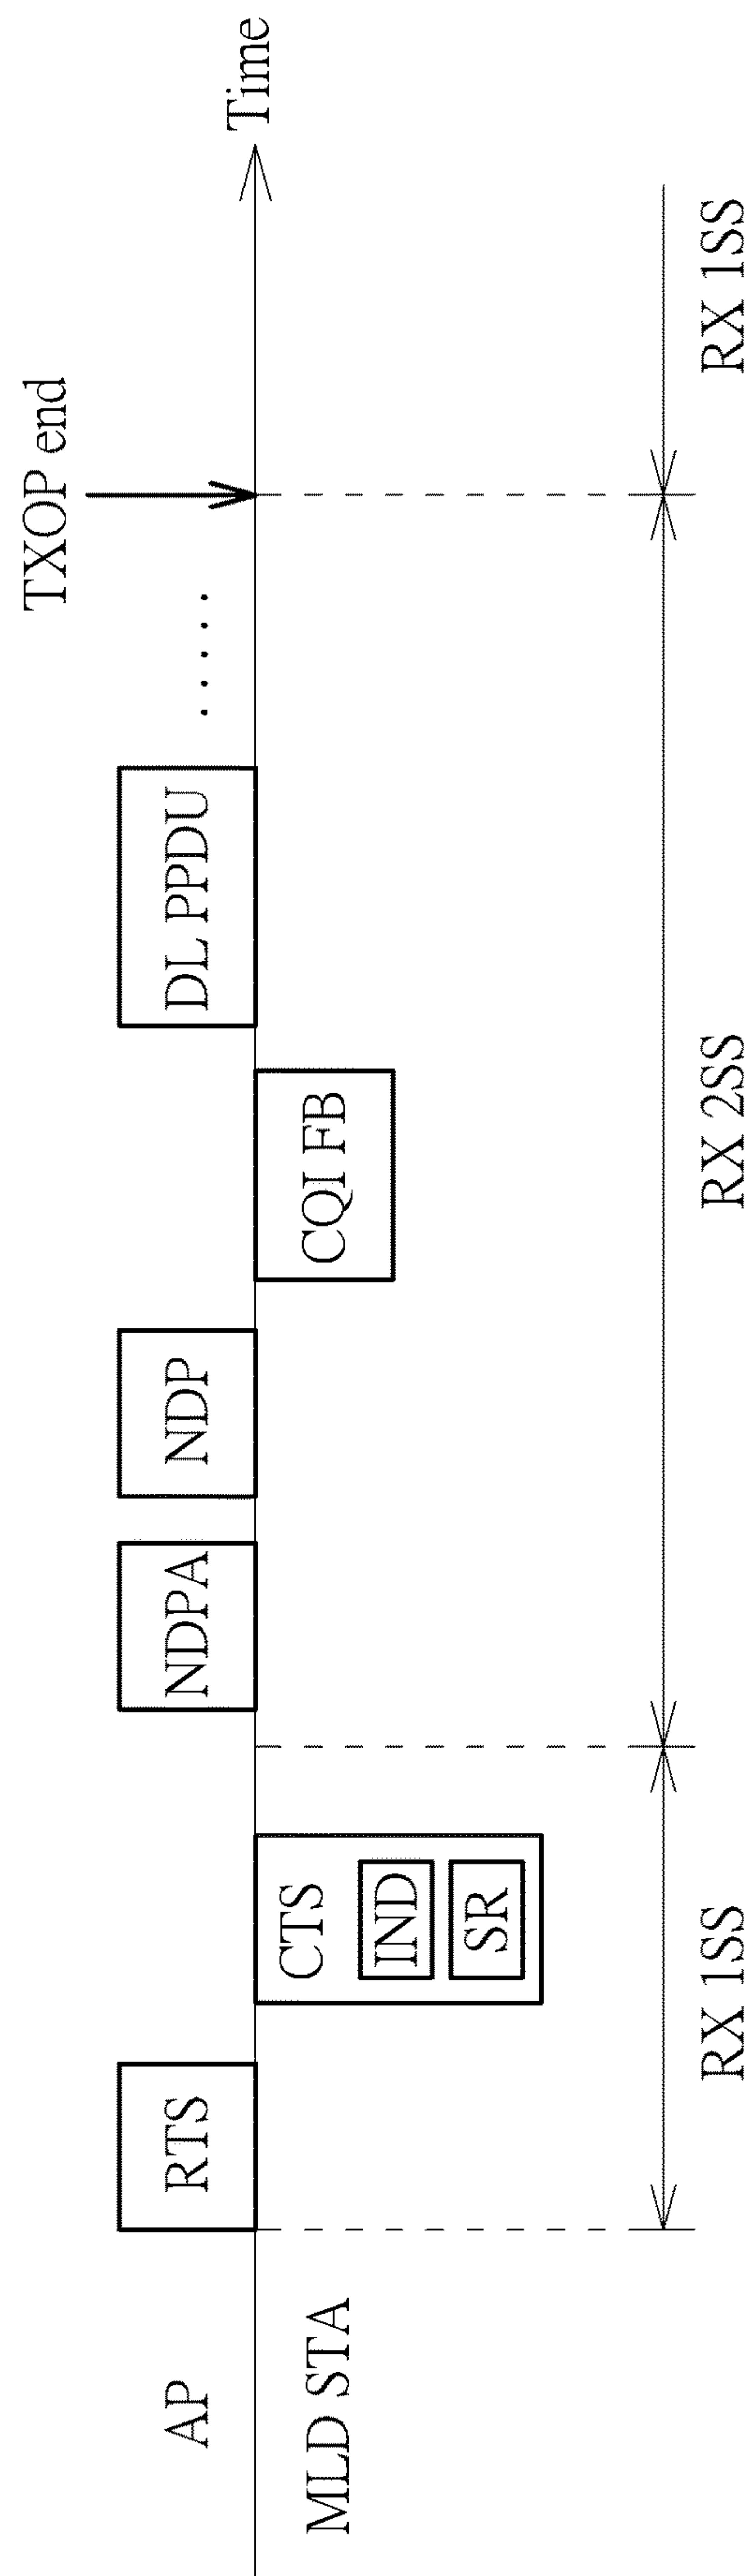 TXOP end
AP
RTS
NDPA
NDP
DL PPDU
.....
Time
MLD STA
CTS
IND
SR
CQI FB
RX 1SS
RX 2SS
RX 1SS